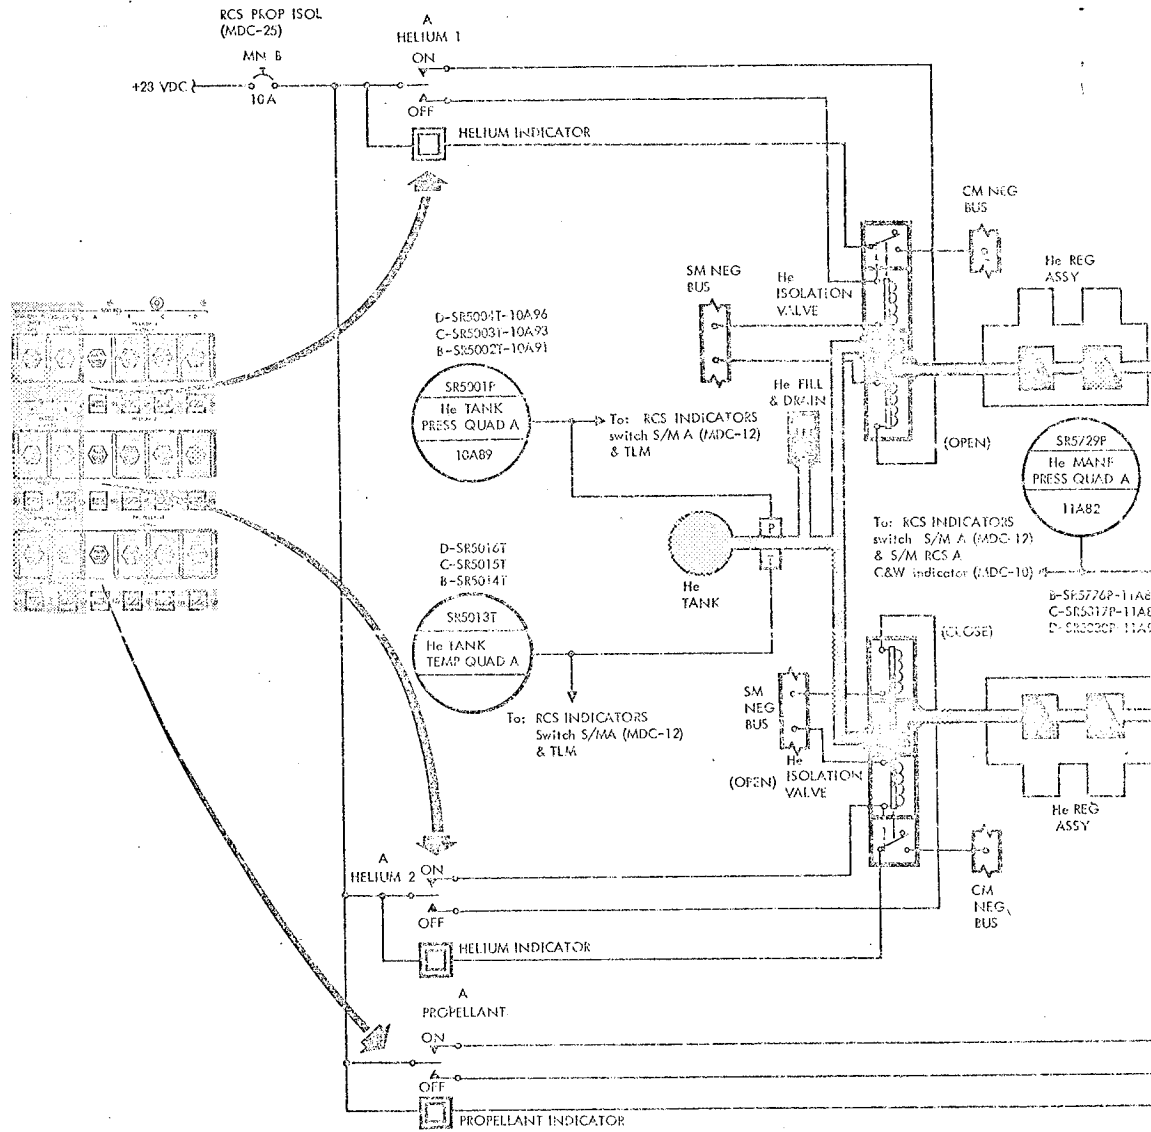 RCS PROP ISOL
(MDC-25)
MN B
+23 VDC
10A
A
HELIUM 1
ON
OFF
HELIUM INDICATOR
CM NEG
BUS
He REG
ASSY
SM NEG
BUS
He
ISOLATION
VALVE
D-SR5004T-10A96
C-SR5003T-10A93
B-SR5002T-10A91
SR5001P
He TANK
PRESS QUAD A
10A89
To: RCS INDICATORS
switch S/M A (MDC-12)
& TLM
He FILL
& DRAIN
(OPEN)
SR5729P
He MANF
PRESS QUAD A
11A82
To: RCS INDICATORS
switch S/M A (MDC-12)
& S/M RCS A
C&W indicator (MDC-10)
P
T
He
TANK
D-SR5016T
C-SR5015T
B-SR5014T
SR5013T
He TANK
TEMP QUAD A
To: RCS INDICATORS
Switch S/MA (MDC-12)
& TLM
B-SR5776P-11A8
C-SR5817P-11A8
(CLOSE)
SM
NEG
BUS
(OPEN)
He
ISOLATION
VALVE
He REG
ASSY
CM
NEG
BUS
A
HELIUM 2
ON
OFF
HELIUM INDICATOR
A
PROPELLANT
ON
OFF
PROPELLANT INDICATOR